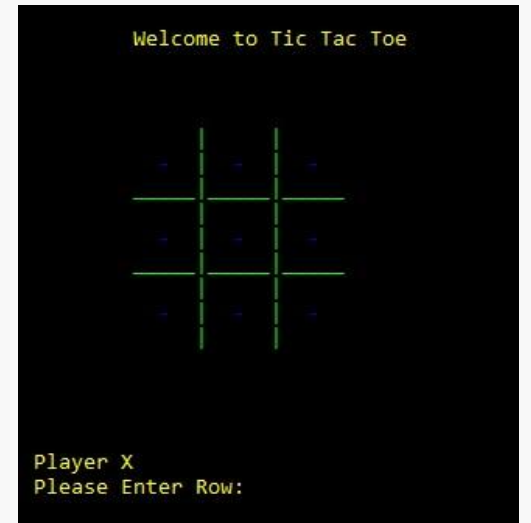 Welcome to Tic Tac Toe
- - -
- - -
- - -
Player X
Please Enter Row: